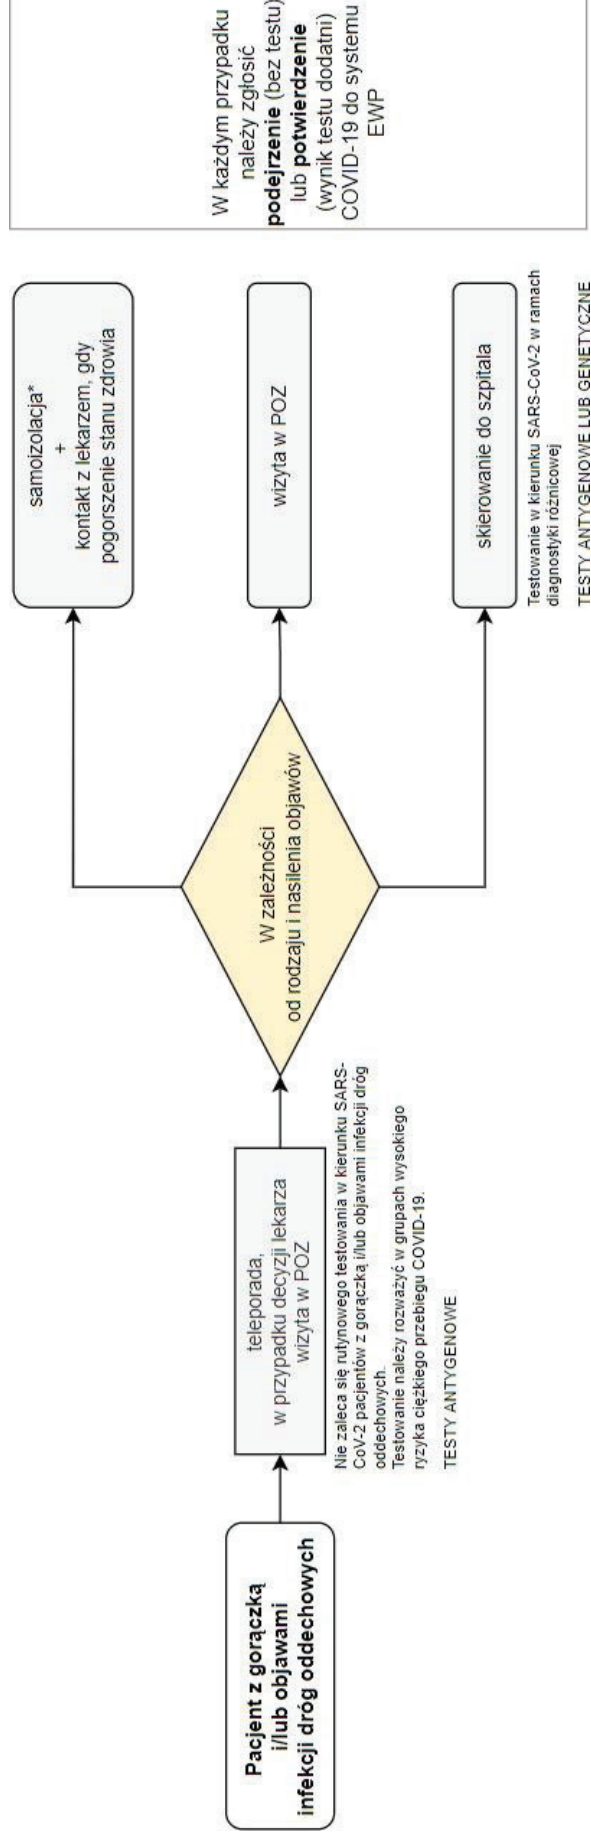 Pacjent z gorączką
i/lub objawami
infekcji dróg oddechowych
teleporada,
w przypadku decyzji lekarza
wizyta w POZ
Nie zaleca się rutynowego testowania w kierunku SARS-
CoV-2 pacjentów z gorączką i/lub objawami infekcji dróg
oddechowych.
Testowanie należy rozważyć w grupach wysokiego
ryzyka ciężkiego przebiegu COVID-19.
TESTY ANTYGENOWE
W zależności
od rodzaju i nasilenia objawów
samoizolacja*
+
kontakt z lekarzem, gdy
pogorszenie stanu zdrowia
wizyta w POZ
skierowanie do szpitala
Testowanie w kierunku SARS-CoV-2 w ramach
diagnostyki różnicowej
TESTY ANTYGENOWE LUB GENETYCZNE
W każdym przypadku
należy zgłosić
podejrzenie (bez testu)
lub potwierdzenie
(wynik testu dodatni)
COVID-19 do systemu
EWP